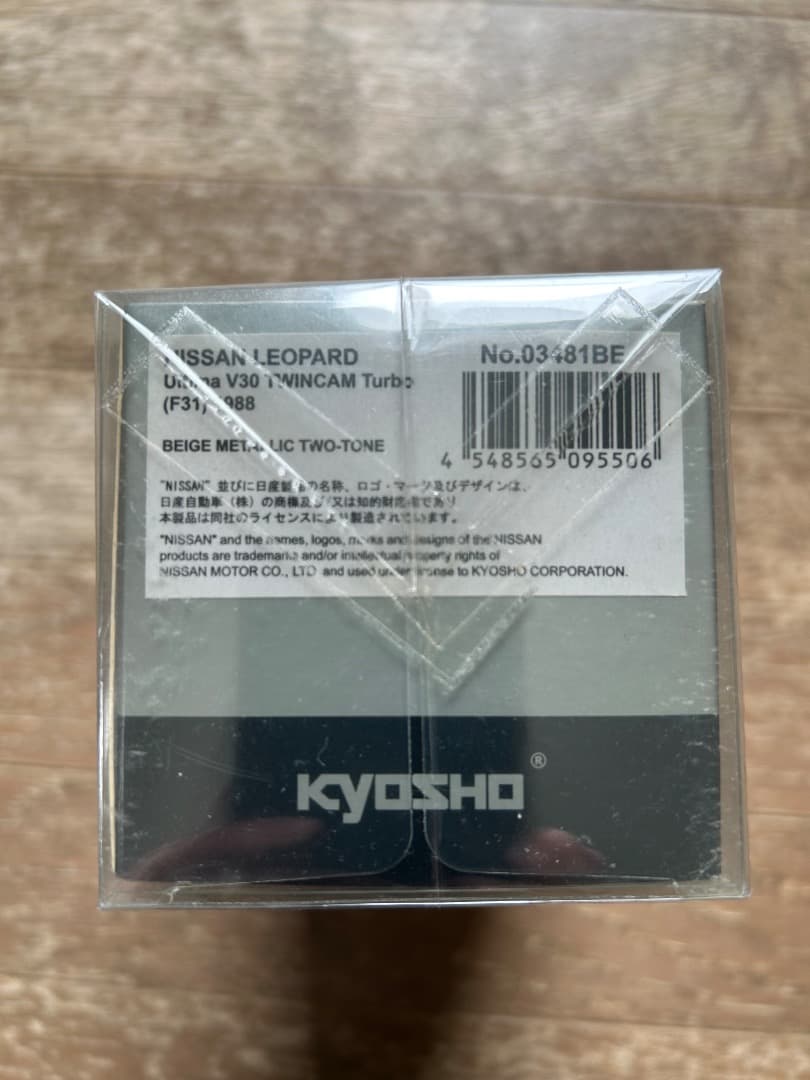 NISSAN LEOPARD
Ultima V30 TWINCAM Turbo
(F31) 1988
No.03481BE
BEIGE METALLIC TWO-TONE
4 548565 095506
"NISSAN" 並びに日産製品の名称、ロゴ・マーク及びデザインは、
日産自動車(株)の商標及び/又は知的財産権であり
本製品は同社のライセンスにより製造されています。
"NISSAN" and the names, logos, marks and designs of the NISSAN
products are trademarks and/or intellectual property rights of
NISSAN MOTOR CO., LTD. and used under license to KYOSHO CORPORATION.
KYOSHO®